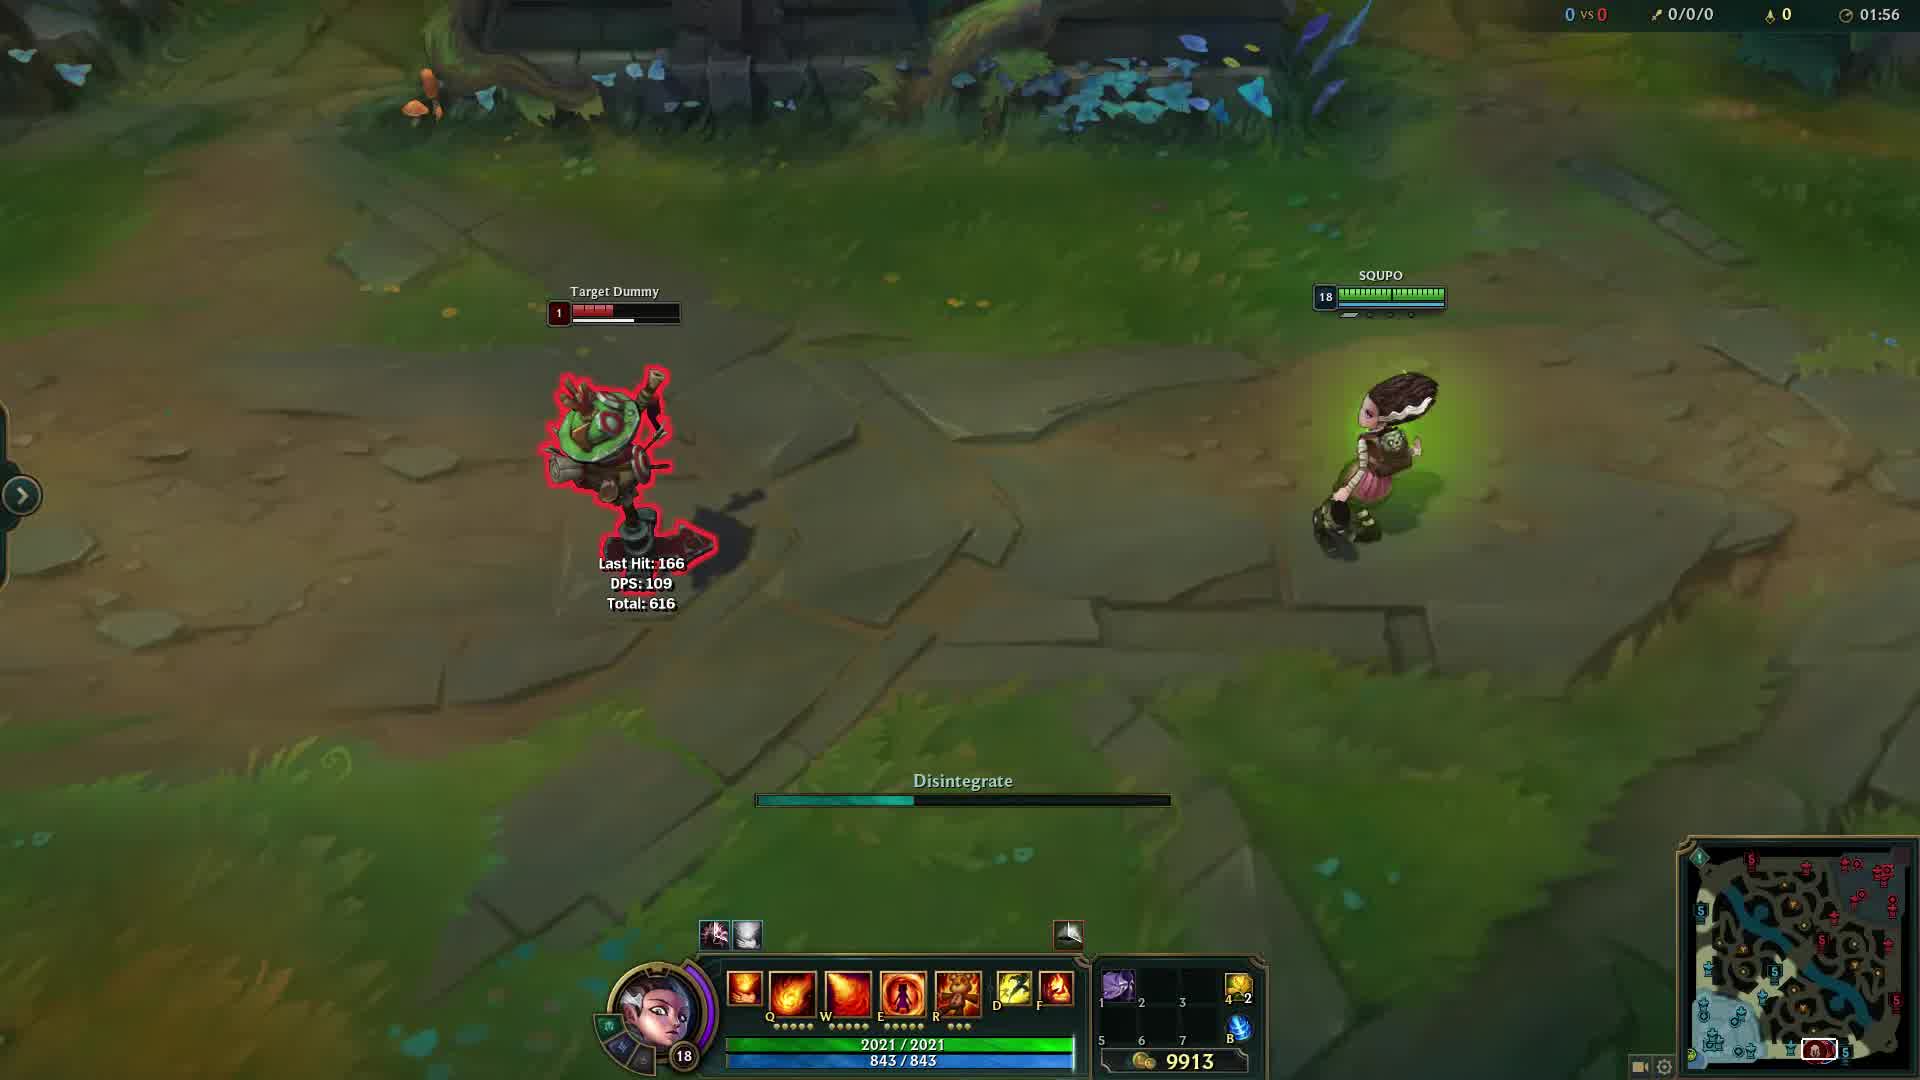 0 vs 0 0/0/0 0 01:56
SQUPO
18
Target Dummy
1
Last Hit: 166
DPS: 109
Total: 616
Disintegrate
Q W E R D F
18
2021 / 2021
843 / 843
1 2 3 4 2
5 6 7 B
9913
S
S
S
S
S
S
S